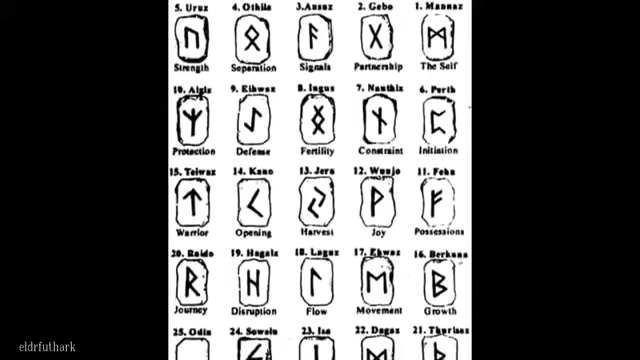 5. Uruz 4. Othila 3. Ansuz 2. Gebo 1. Mannaz
ᚢ ᛟ ᚨ ᚷ ᛗ
Strength Separation Signals Partnership The Self
10. Algiz 9. Eihwaz 8. Inguz 7. Nauthiz 6. Perth
ᛉ ᛇ ᛝ ᚾ ᛈ
Protection Defense Fertility Constraint Initiation
15. Teiwaz 14. Kano 13. Jera 12. Wunjo 11. Fehu
ᛏ ᚲ ᛃ ᚹ ᚠ
Warrior Opening Harvest Joy Possessions
20. Raido 19. Hagalz 18. Laguz 17. Ehwaz 16. Berkana
ᚱ ᚺ ᛚ ᛖ ᛒ
Journey Disruption Flow Movement Growth
25. Odin 24. Sowelu 23. Isa 22. Dagaz 21. Thurisaz
eldrfuthark